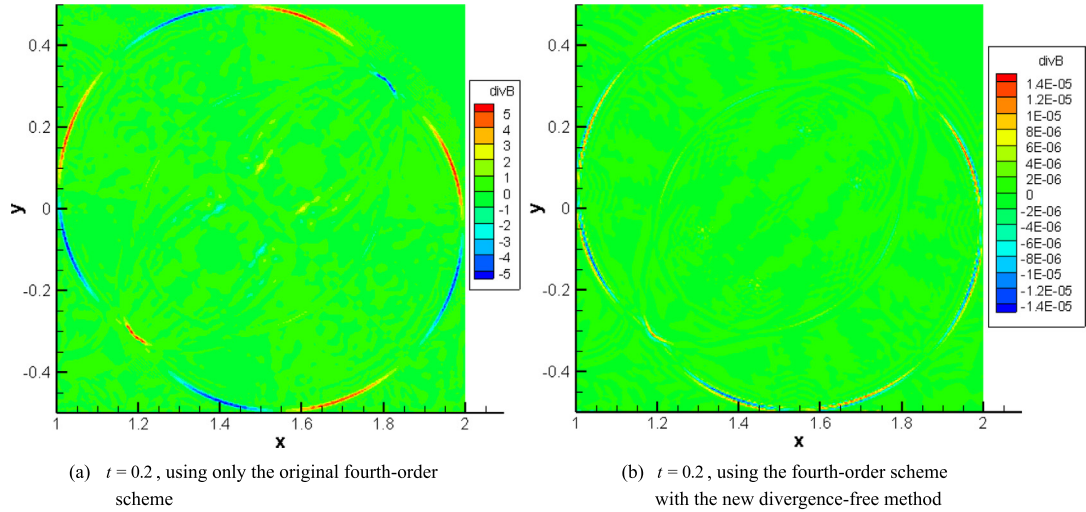 0.4
0.2
0
-0.2
-0.4
y
1
1.2
1.4
1.6
1.8
2
x
divB
5
4
3
2
1
0
-1
-2
-4
-5
(a) t = 0.2 , using only the original fourth-order
scheme
0.4
0.2
0
-0.2
-0.4
y
1
1.2
1.4
1.6
1.8
2
x
divB
1.4E-05
1.2E-05
1E-05
8E-06
6E-06
4E-06
2E-06
0
-2E-06
-4E-06
-6E-06
-8E-06
-1E-05
-1.2E-05
-1.4E-05
(b) t = 0.2 , using the fourth-order scheme
with the new divergence-free method